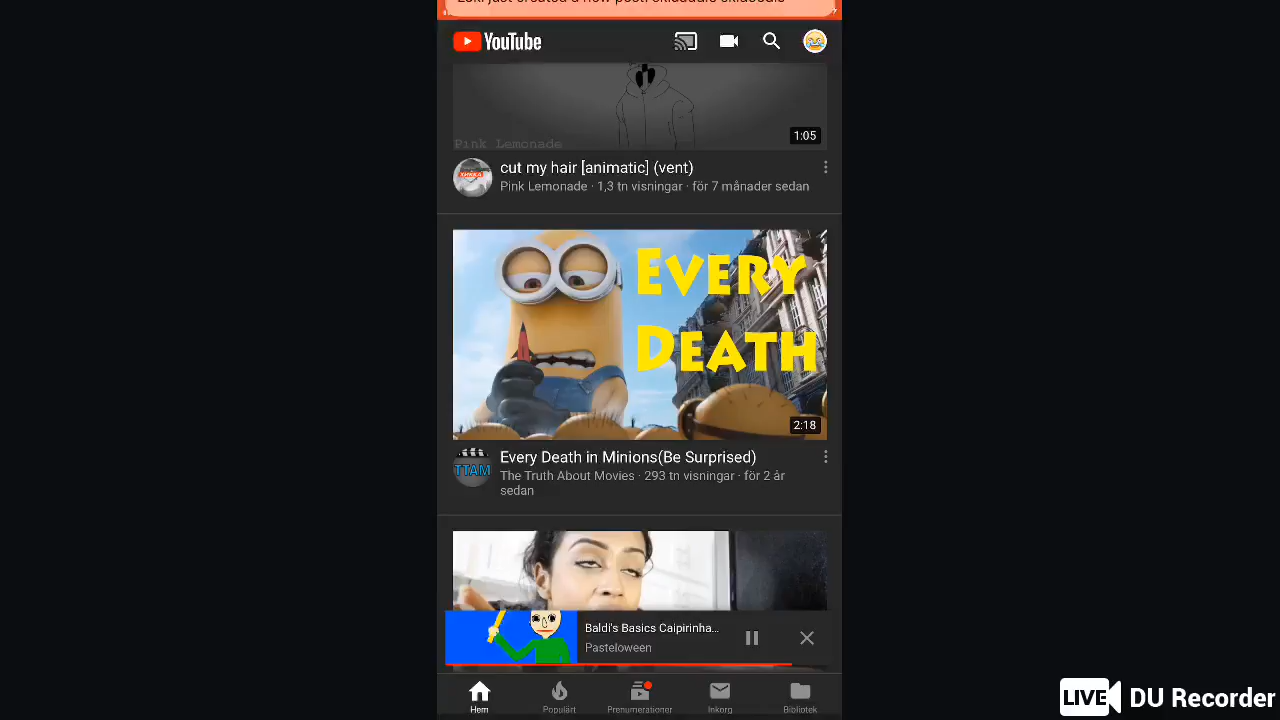 YouTube
Pink Lemonade
1:05
cut my hair [animatic] (vent)
Pink Lemonade · 1,3 tn visningar · för 7 månader sedan
EVERY
DEATH
2:18
TTAM
Every Death in Minions(Be Surprised)
The Truth About Movies · 293 tn visningar · för 2 år
sedan
Baldi's Basics Caipirinha...
Pasteloween
Hem
Populärt
Prenumerationer
Inkorg
Bibliotek
LIVE DU Recorder